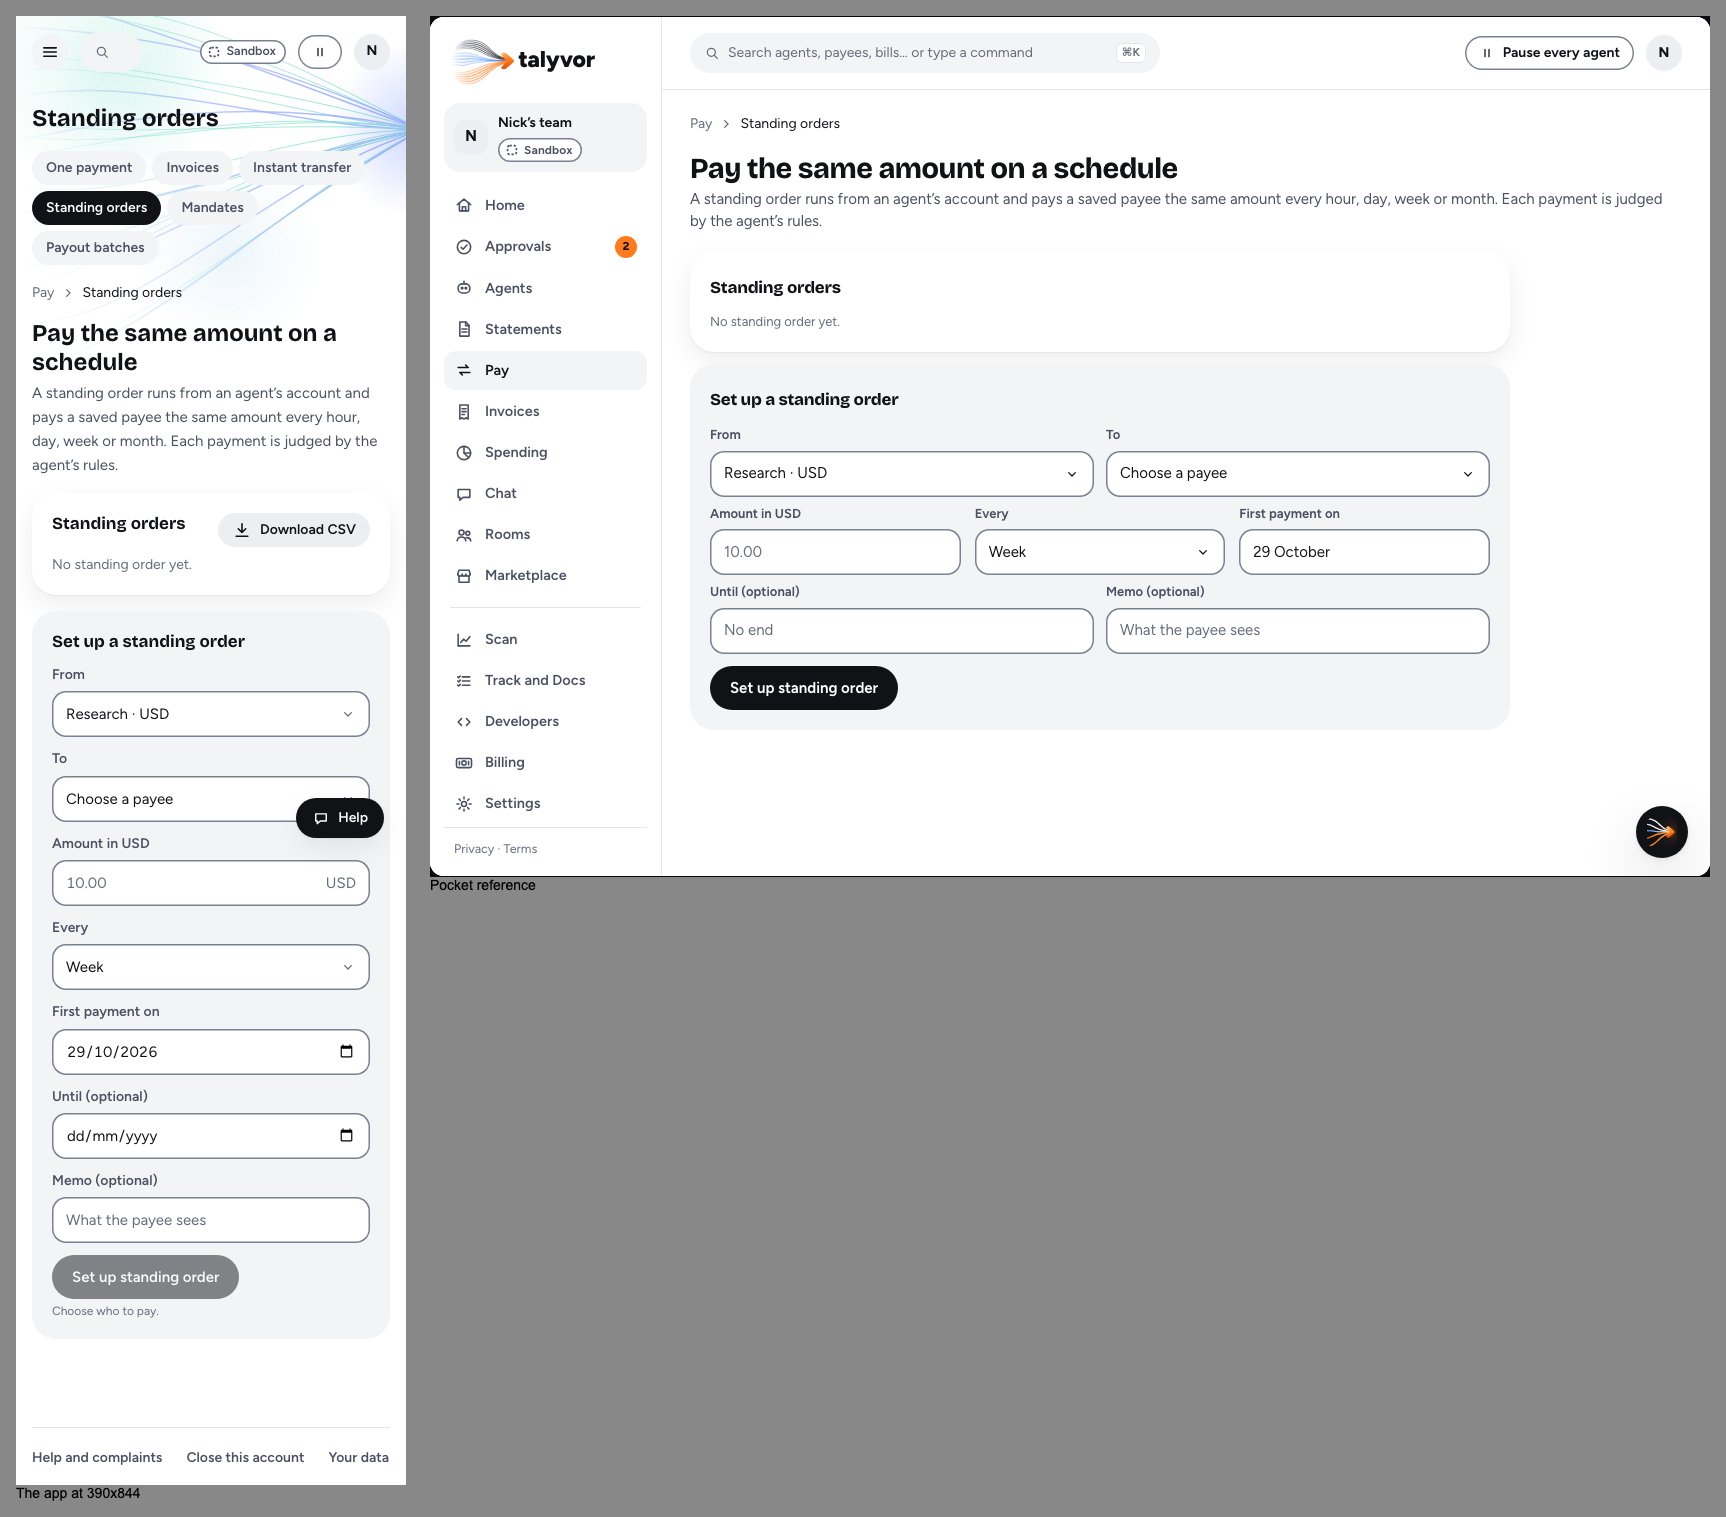 Sandbox
N
Standing orders
One payment
Invoices
Instant transfer
Standing orders
Mandates
Payout batches
Pay
Standing orders
Pay the same amount on a
schedule
A standing order runs from an agent’s account and
pays a saved payee the same amount every hour,
day, week or month. Each payment is judged by the
agent’s rules.
Standing orders
Download CSV
No standing order yet.
Set up a standing order
From
Research · USD
To
Choose a payee
Help
Amount in USD
10.00
USD
Every
Week
First payment on
29/10/2026
Until (optional)
dd/mm/yyyy
Memo (optional)
What the payee sees
Set up standing order
Choose who to pay.
Help and complaints
Close this account
Your data
The app at 390x844
talyvor
N
Nick’s team
Sandbox
Home
Approvals
2
Agents
Statements
Pay
Invoices
Spending
Chat
Rooms
Marketplace
Scan
Track and Docs
Developers
Billing
Settings
Privacy · Terms
Search agents, payees, bills... or type a command
⌘K
Pause every agent
N
Pay
Standing orders
Pay the same amount on a schedule
A standing order runs from an agent’s account and pays a saved payee the same amount every hour, day, week or month. Each payment is judged
by the agent’s rules.
Standing orders
No standing order yet.
Set up a standing order
From
To
Research · USD
Choose a payee
Amount in USD
Every
First payment on
10.00
Week
29 October
Until (optional)
Memo (optional)
No end
What the payee sees
Set up standing order
Pocket reference